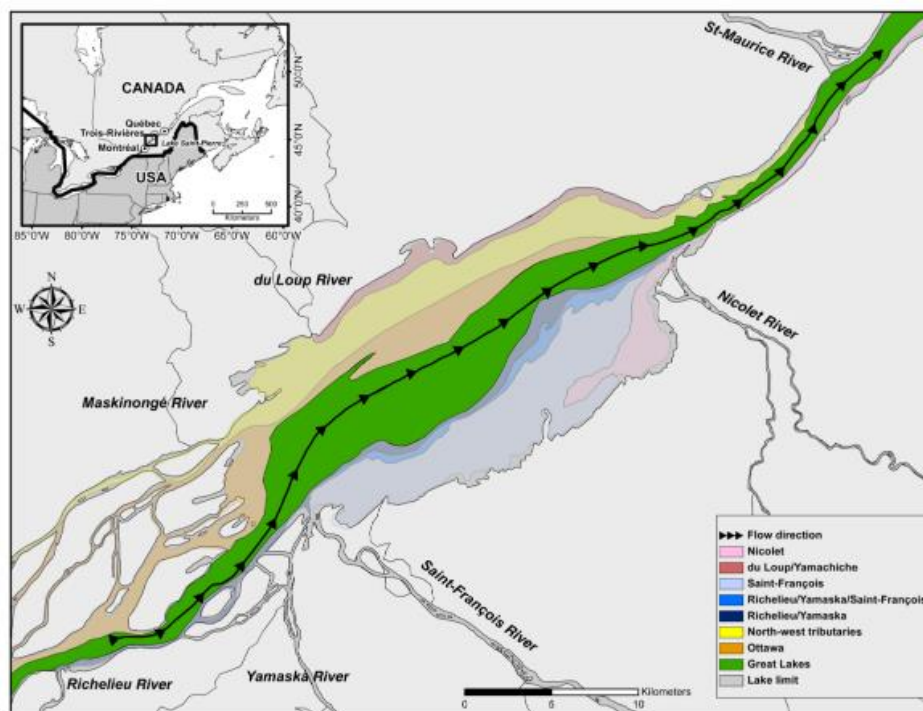 St-Maurice River
CANADA
Québec
Trois-Rivières
Lake Saint-Pierre
Montréal
USA
0 250 500
Kilometers
50°0'N
45°0'N
40°0'N
85°0'W 80°0'W 75°0'W 70°0'W 65°0'W 60°0'W
N
W E
S
du Loup River
Nicolet River
Maskinongé River
Saint-François River
Richelieu River
Yamaska River
0 5 10
Kilometers
Flow direction
Nicolet
du Loup/Yamachiche
Saint-François
Richelieu/Yamaska/Saint-François
Richelieu/Yamaska
North-west tributaries
Ottawa
Great Lakes
Lake limit